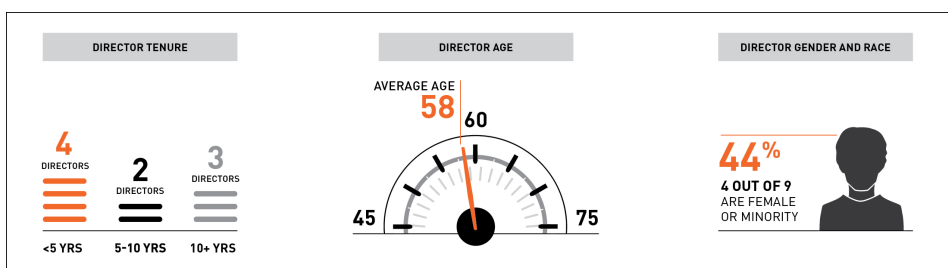 DIRECTOR TENURE
4
DIRECTORS
2
DIRECTORS
3
DIRECTORS
<5 YRS
5-10 YRS
10+ YRS
DIRECTOR AGE
AVERAGE AGE
58
60
45
75
DIRECTOR GENDER AND RACE
44%
4 OUT OF 9
ARE FEMALE
OR MINORITY